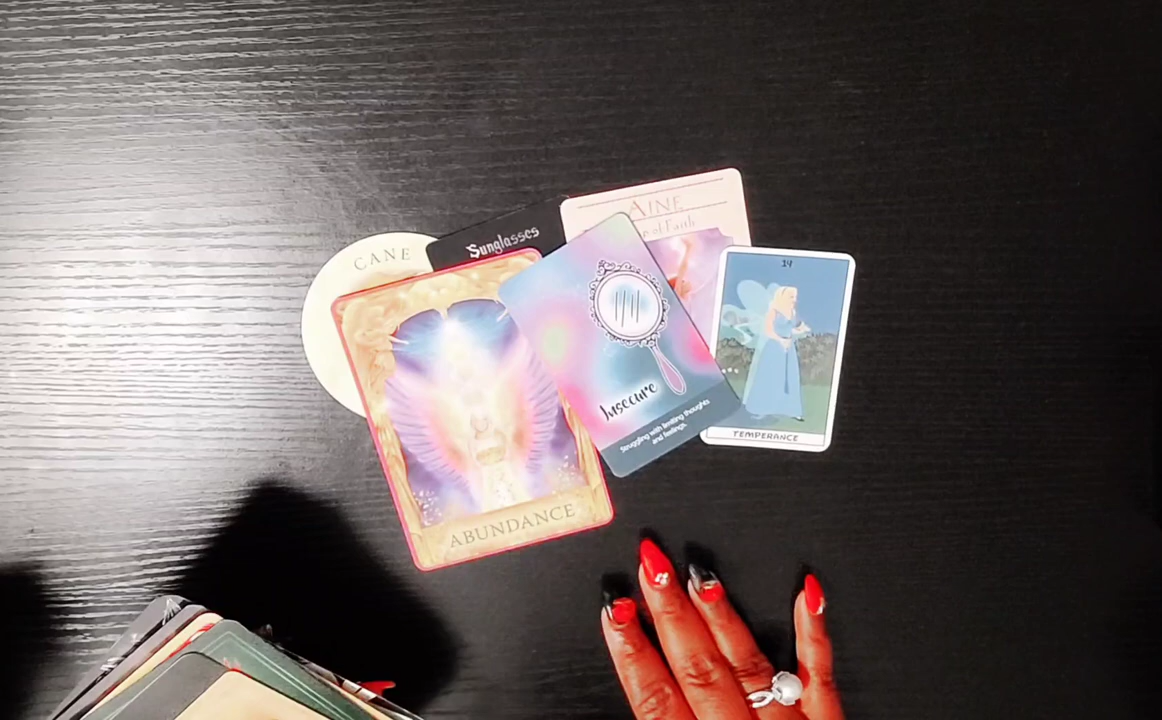 CANE
Sunglasses
AINE
of Faith
14
Insecure
Struggling with limiting thoughts
and feelings.
TEMPERANCE
ABUNDANCE